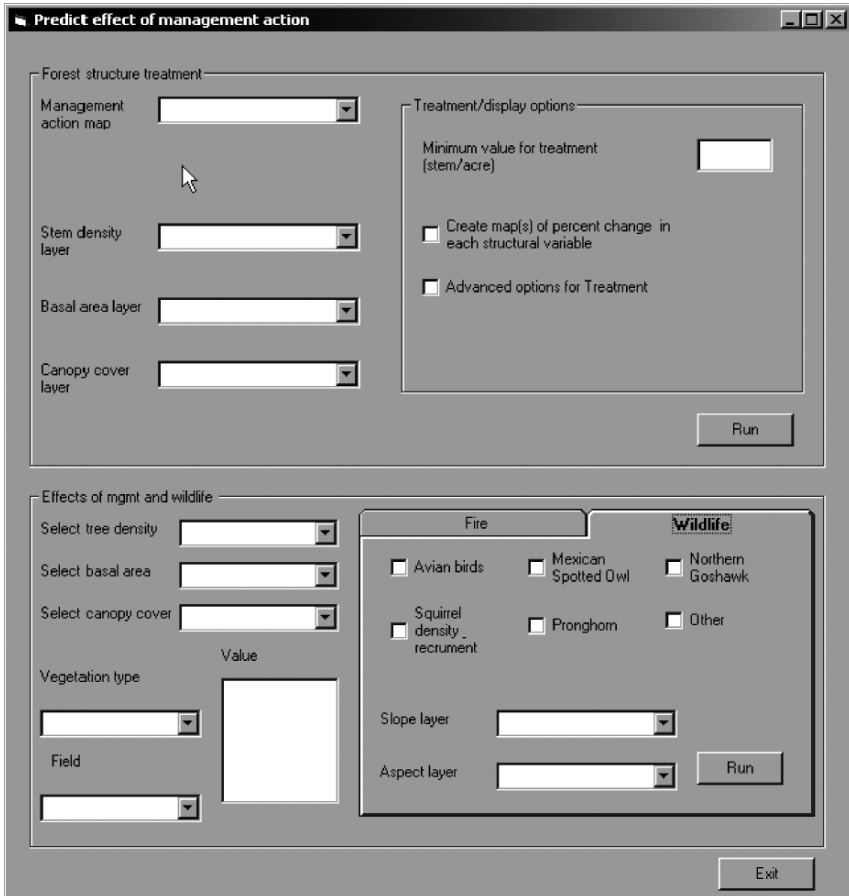 Predict effect of management action
Forest structure treatment
Management
action map
Stem density
layer
Basal area layer
Canopy cover
layer
Treatment/display options
Minimum value for treatment
(stem/acre)
Create map(s) of percent change in
each structural variable
Advanced options for Treatment
Run
Effects of mgmt and wildlife
Select tree density
Select basal area
Select canopy cover
Vegetation type
Value
Field
Fire
Wildlife
Avian birds
Mexican
Spotted Owl
Northern
Goshawk
Squirrel
density_
recrument
Pronghorn
Other
Slope layer
Aspect layer
Run
Exit